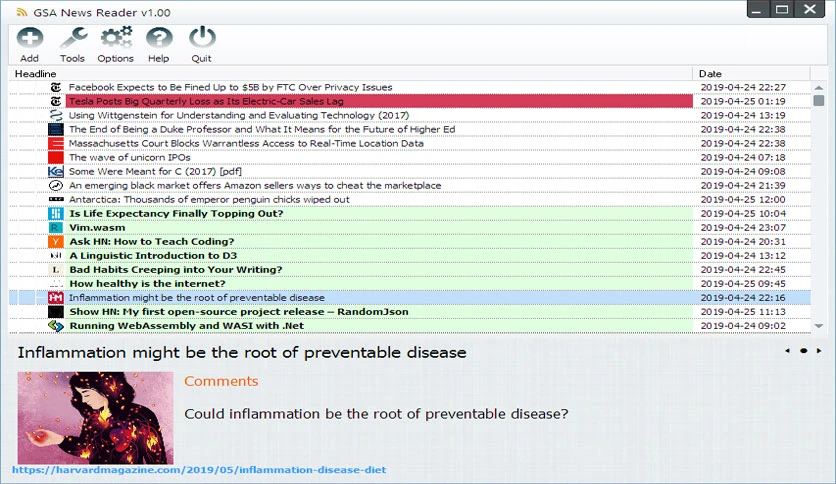 GSA News Reader v1.00
Add Tools Options Help Quit
Headline Date
Facebook Expects to Be Fined Up to $5B by FTC Over Privacy Issues 2019-04-24 22:27
Tesla Posts Big Quarterly Loss as Its Electric-Car Sales Lag 2019-04-25 01:19
Using Wittgenstein for Understanding and Evaluating Technology (2017) 2019-04-24 13:19
The End of Being a Duke Professor and What It Means for the Future of Higher Ed 2019-04-24 22:38
Massachusetts Court Blocks Warrantless Access to Real-Time Location Data 2019-04-24 22:38
The wave of unicorn IPOs 2019-04-24 07:18
Some Were Meant for C (2017) [pdf] 2019-04-24 09:08
An emerging black market offers Amazon sellers ways to cheat the marketplace 2019-04-24 21:39
Antarctica: Thousands of emperor penguin chicks wiped out 2019-04-25 12:00
Is Life Expectancy Finally Topping Out? 2019-04-25 10:04
Vim.wasm 2019-04-24 23:07
Ask HN: How to Teach Coding? 2019-04-24 20:31
A Linguistic Introduction to D3 2019-04-24 13:12
Bad Habits Creeping into Your Writing? 2019-04-24 22:45
How healthy is the internet? 2019-04-25 09:45
Inflammation might be the root of preventable disease 2019-04-24 22:16
Show HN: My first open-source project release – RandomJson 2019-04-25 11:13
Running WebAssembly and WASI with .Net 2019-04-24 09:02
Inflammation might be the root of preventable disease
Comments
Could inflammation be the root of preventable disease?
https://harvardmagazine.com/2019/05/inflammation-disease-diet